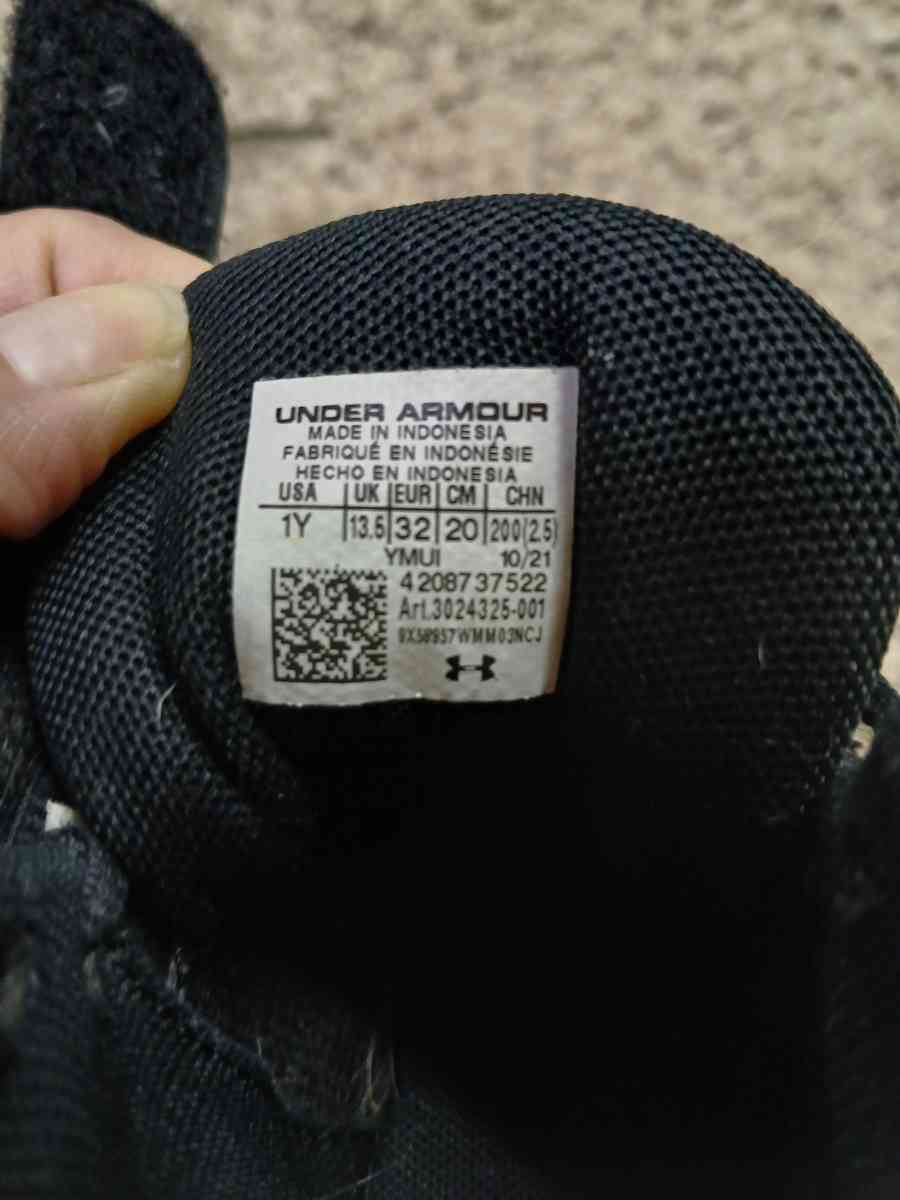 UNDER ARMOUR
MADE IN INDONESIA
FABRIQUÉ EN INDONÉSIE
HECHO EN INDONESIA
USA UK EUR CM CHN
1Y 13.5 32 20 200(2.5)
YMUI 10/21
4208737522
Art.3024325-001
9X58957WMM03NCJ